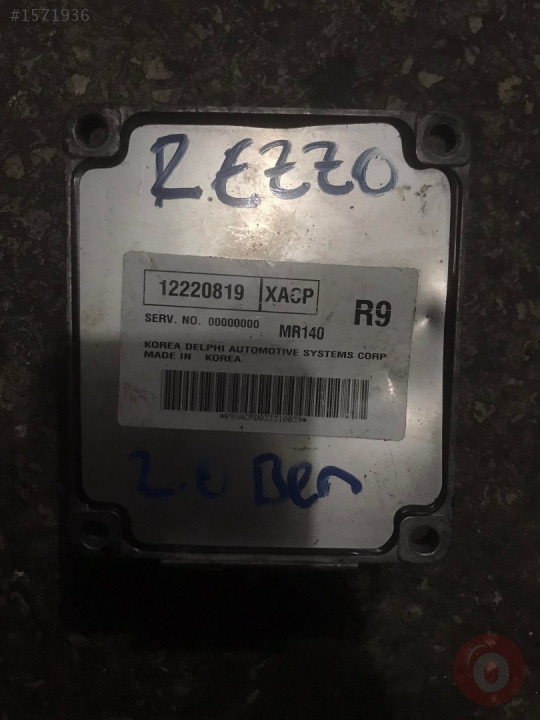 #1571936
REZZO
12220819 XACP R9
SERV. NO. 00000000 MR140
KOREA DELPHI AUTOMOTIVE SYSTEMS CORP
MADE IN KOREA
2.0 Ben